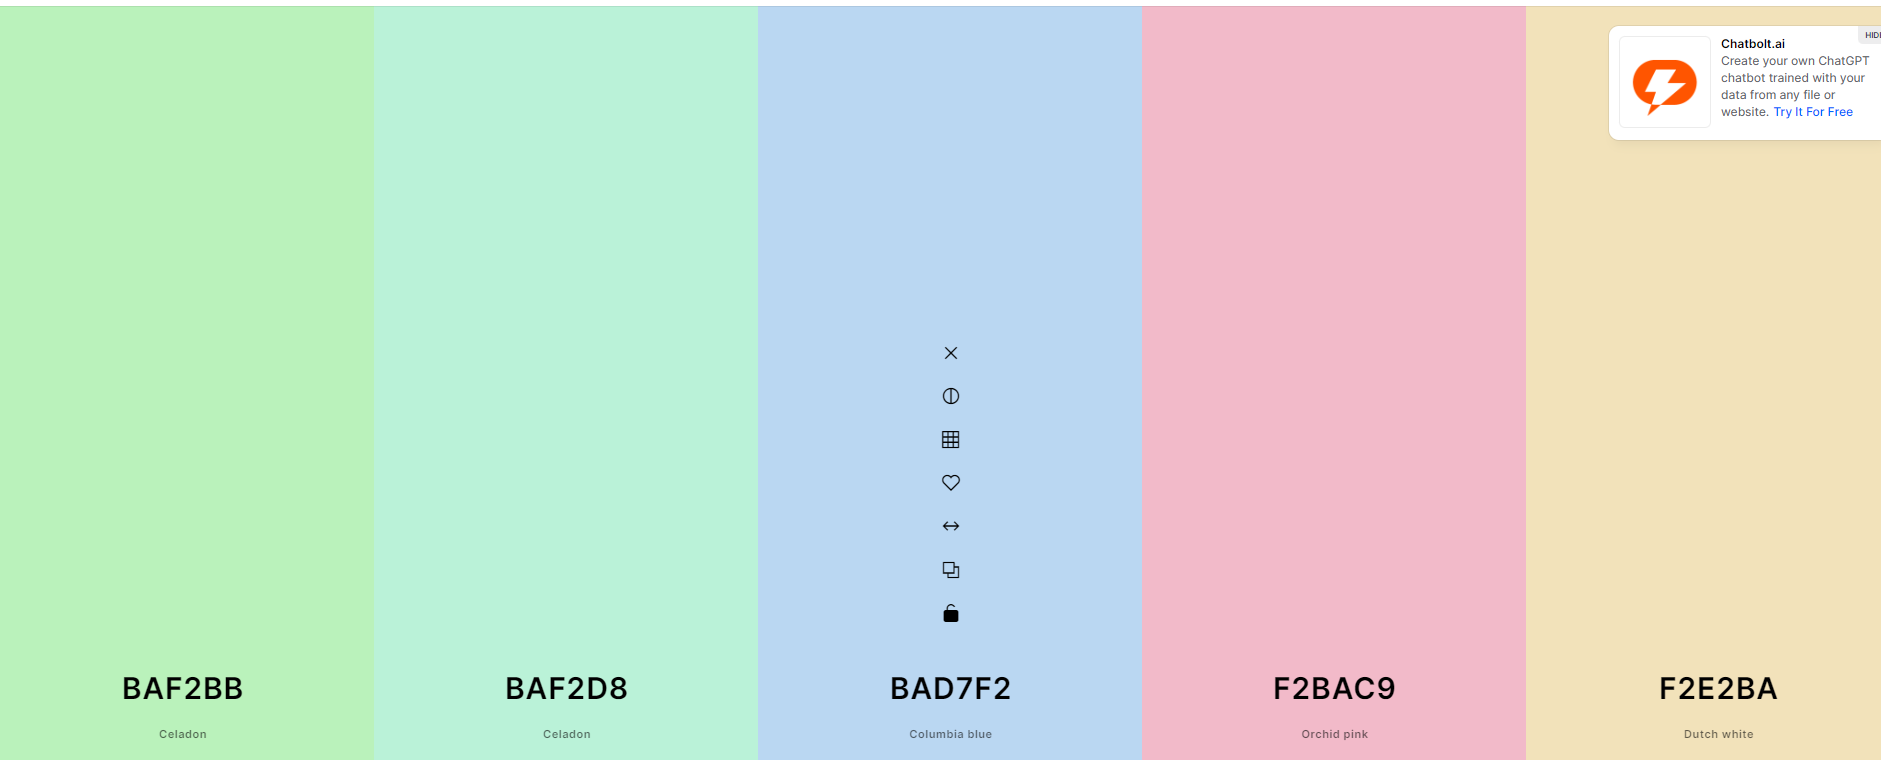 Chatbolt.ai
Create your own ChatGPT
chatbot trained with your
data from any file or
website. Try It For Free
BAF2BB
BAF2D8
BAD7F2
F2BAC9
F2E2BA
Celadon
Celadon
Columbia blue
Orchid pink
Dutch white